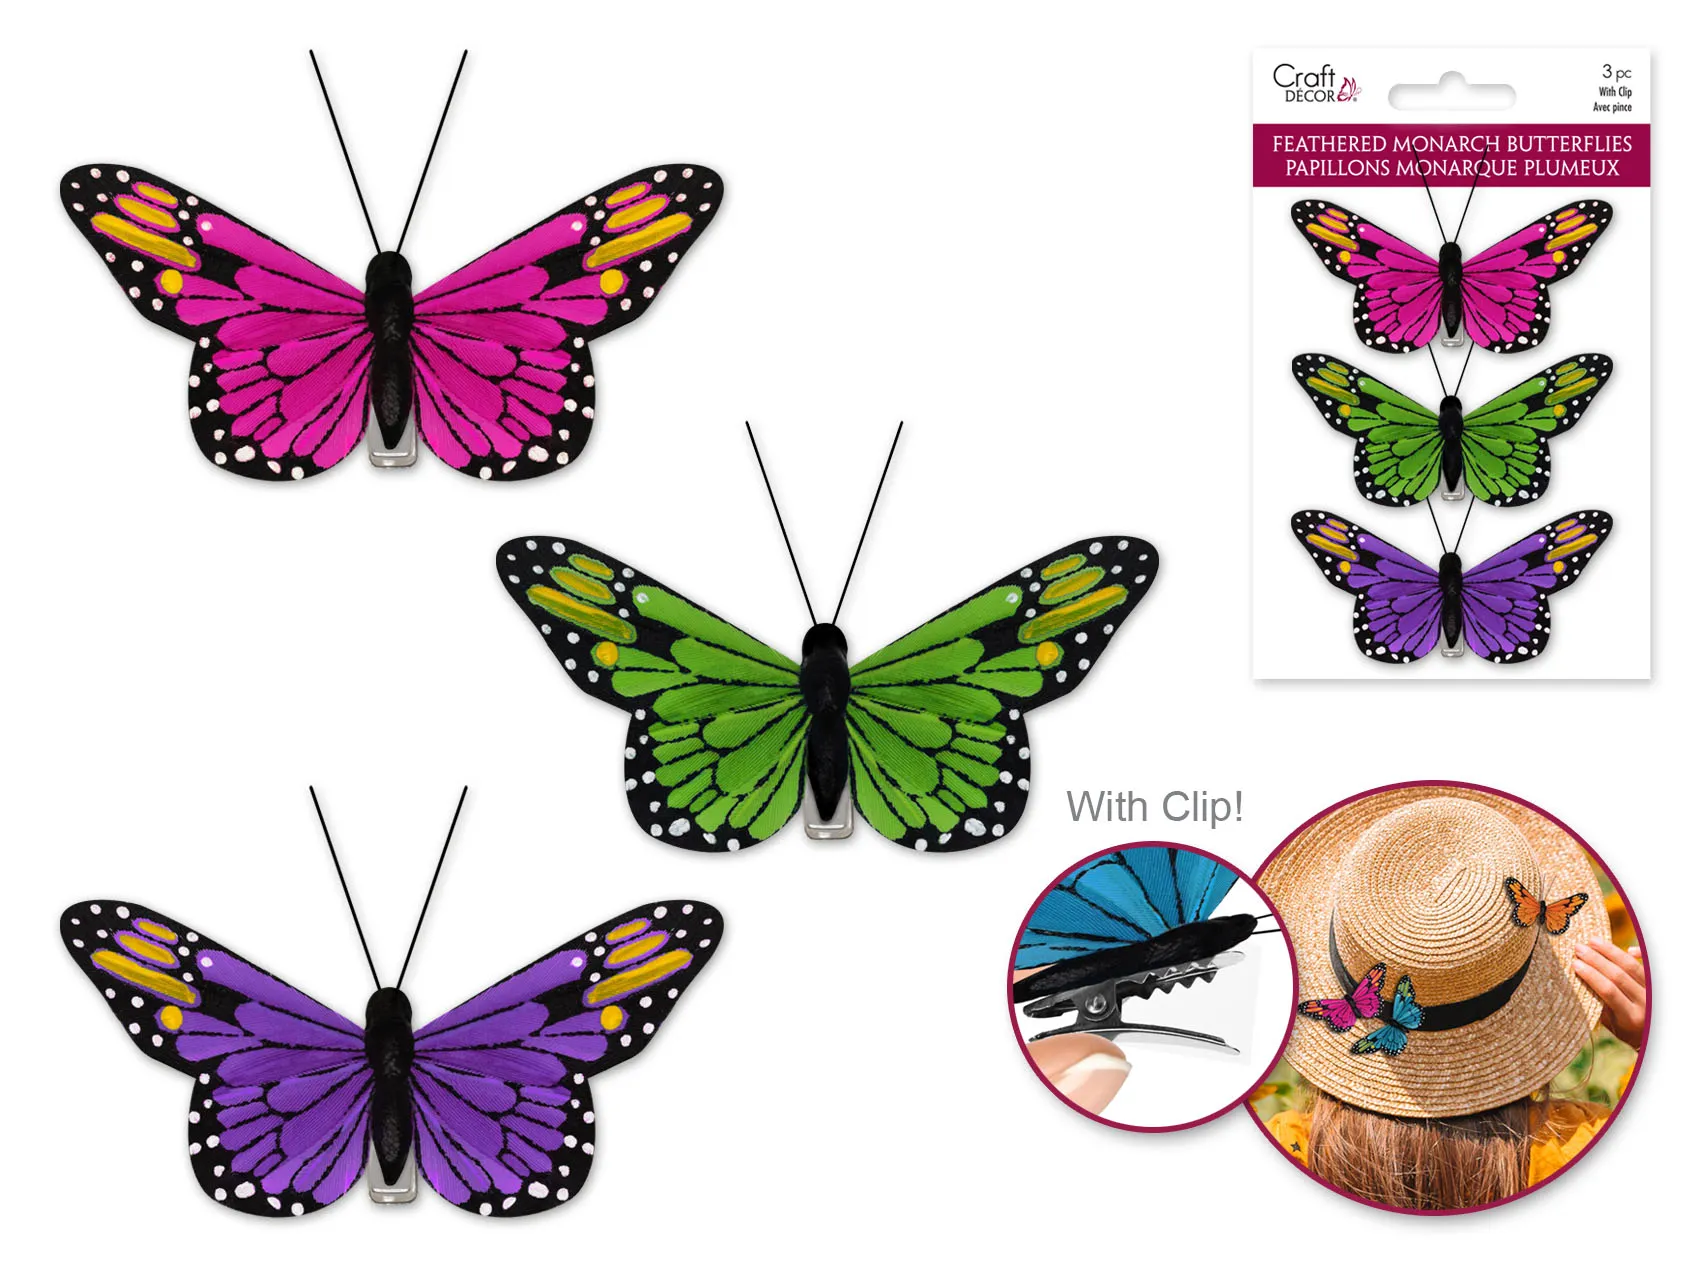 Craft
DÉCOR
3 pc
With Clip
Avec pince
FEATHERED MONARCH BUTTERFLIES
PAPILLONS MONARQUE PLUMEUX
With Clip!